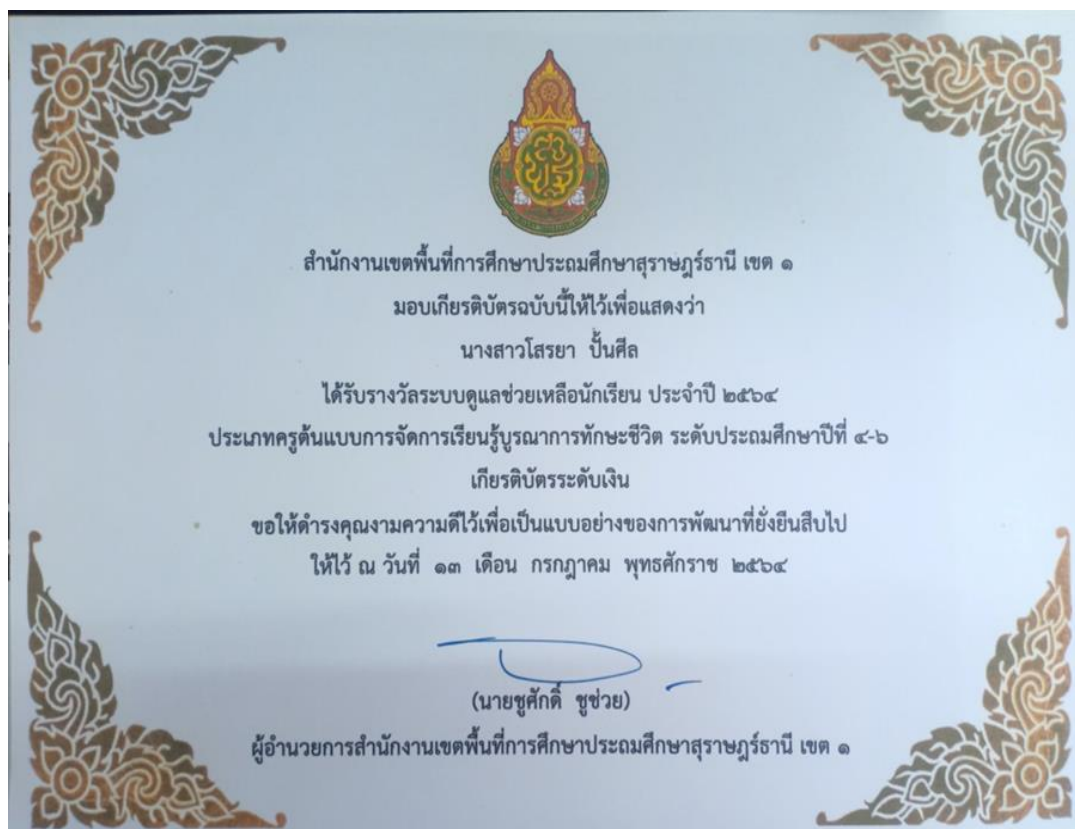 สำนักงานเขตพื้นที่การศึกษาประถมศึกษาสุราษฎร์ธานี เขต ๑
มอบเกียรติบัตรฉบับนี้ให้ไว้เพื่อแสดงว่า
นางสาวโสรยา ปั้นศีล
ได้รับรางวัลระบบดูแลช่วยเหลือนักเรียน ประจำปี ๒๕๖๔
ประเภทครูต้นแบบการจัดการเรียนรู้บูรณาการทักษะชีวิต ระดับประถมศึกษาปีที่ ๔-๖
เกียรติบัตรระดับเงิน
ขอให้ดำรงคุณงามความดีไว้เพื่อเป็นแบบอย่างของการพัฒนาที่ยั่งยืนสืบไป
ให้ไว้ ณ วันที่ ๑๓ เดือน กรกฎาคม พุทธศักราช ๒๕๖๔
(นายชูศักดิ์ ชูช่วย)
ผู้อำนวยการสำนักงานเขตพื้นที่การศึกษาประถมศึกษาสุราษฎร์ธานี เขต ๑